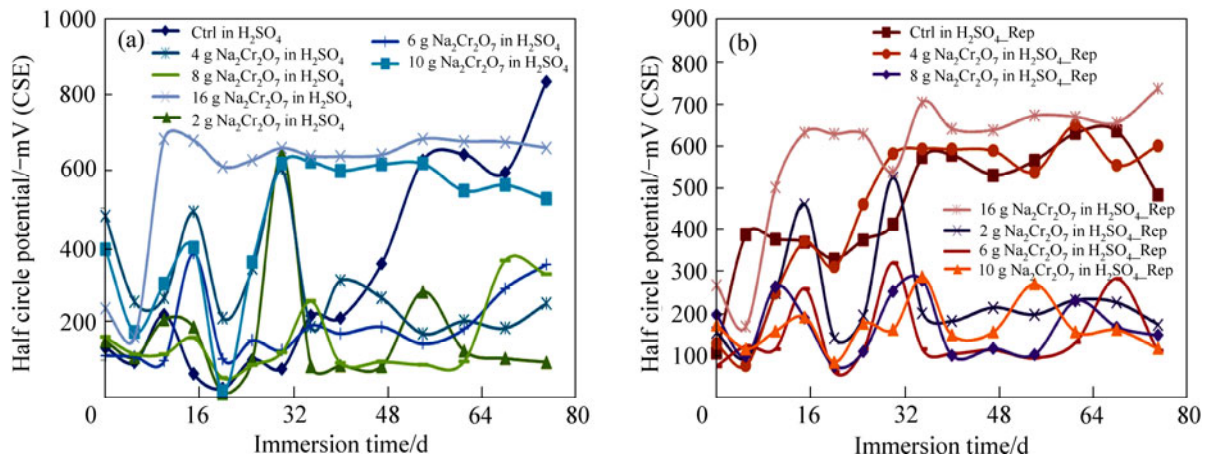 (a)
Half circle potential/−mV (CSE)
1 000
800
600
400
200
0
16
32
48
64
80
Immersion time/d
Ctrl in H₂SO₄
4 g Na₂Cr₂O₇ in H₂SO₄
8 g Na₂Cr₂O₇ in H₂SO₄
16 g Na₂Cr₂O₇ in H₂SO₄
2 g Na₂Cr₂O₇ in H₂SO₄
6 g Na₂Cr₂O₇ in H₂SO₄
10 g Na₂Cr₂O₇ in H₂SO₄
(b)
Half circle potential/−mV (CSE)
900
800
700
600
500
400
300
200
100
0
16
32
48
64
80
Immersion time/d
Ctrl in H₂SO₄_Rep
4 g Na₂Cr₂O₇ in H₂SO₄_Rep
8 g Na₂Cr₂O₇ in H₂SO₄_Rep
16 g Na₂Cr₂O₇ in H₂SO₄_Rep
2 g Na₂Cr₂O₇ in H₂SO₄_Rep
6 g Na₂Cr₂O₇ in H₂SO₄_Rep
10 g Na₂Cr₂O₇ in H₂SO₄_Rep